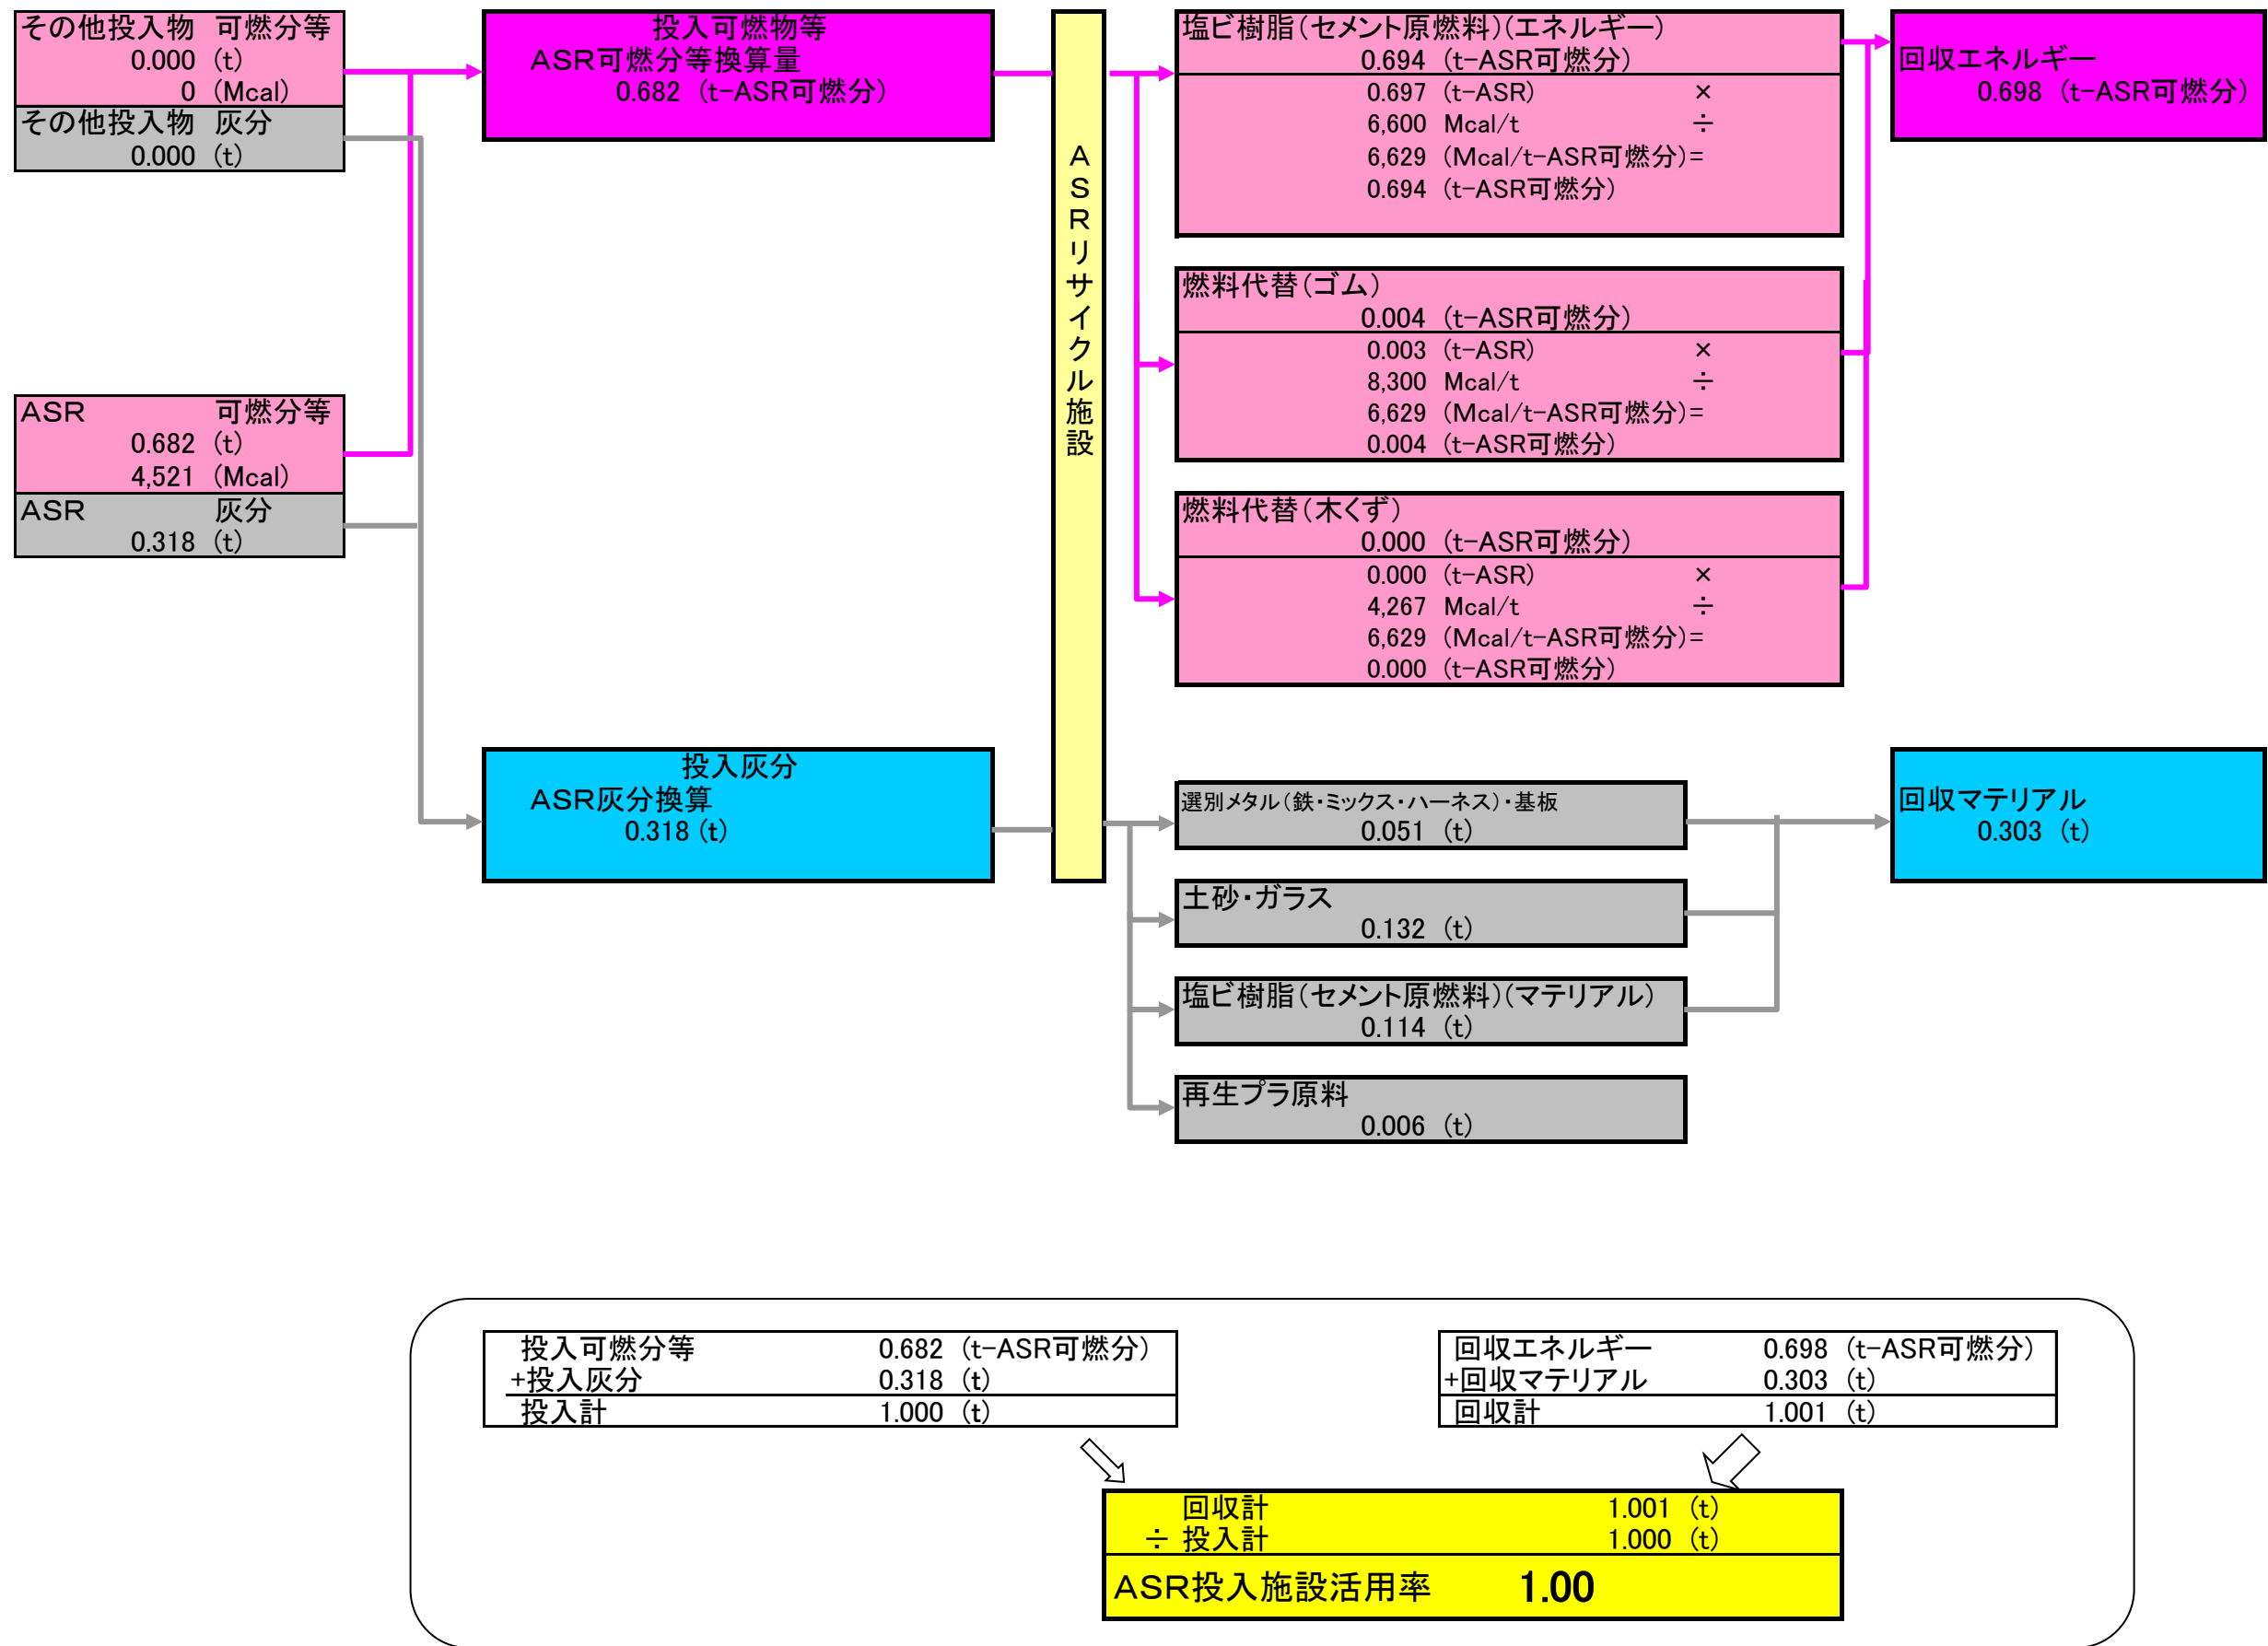 その他投入物 可燃分等
0.000 (t)
0 (Mcal)
その他投入物 灰分
0.000 (t)
ASR 可燃分等
0.682 (t)
4,521 (Mcal)
ASR 灰分
0.318 (t)
投入可燃物等
ASR可燃分等換算量
0.682 (t-ASR可燃分)
投入灰分
ASR灰分換算
0.318 (t)
ASRリサイクル施設
塩ビ樹脂(セメント原燃料)(エネルギー)
0.694 (t-ASR可燃分)
0.697 (t-ASR) ×
6,600 Mcal/t ÷
6,629 (Mcal/t-ASR可燃分)=
0.694 (t-ASR可燃分)
燃料代替(ゴム)
0.004 (t-ASR可燃分)
0.003 (t-ASR) ×
8,300 Mcal/t ÷
6,629 (Mcal/t-ASR可燃分)=
0.004 (t-ASR可燃分)
燃料代替(木くず)
0.000 (t-ASR可燃分)
0.000 (t-ASR) ×
4,267 Mcal/t ÷
6,629 (Mcal/t-ASR可燃分)=
0.000 (t-ASR可燃分)
選別メタル(鉄・ミックス・ハーネス)・基板
0.051 (t)
土砂・ガラス
0.132 (t)
塩ビ樹脂(セメント原燃料)(マテリアル)
0.114 (t)
再生プラ原料
0.006 (t)
回収エネルギー
0.698 (t-ASR可燃分)
回収マテリアル
0.303 (t)
投入可燃分等 0.682 (t-ASR可燃分)
+投入灰分 0.318 (t)
投入計 1.000 (t)
回収エネルギー 0.698 (t-ASR可燃分)
+回収マテリアル 0.303 (t)
回収計 1.001 (t)
回収計 1.001 (t)
÷ 投入計 1.000 (t)
ASR投入施設活用率 1.00